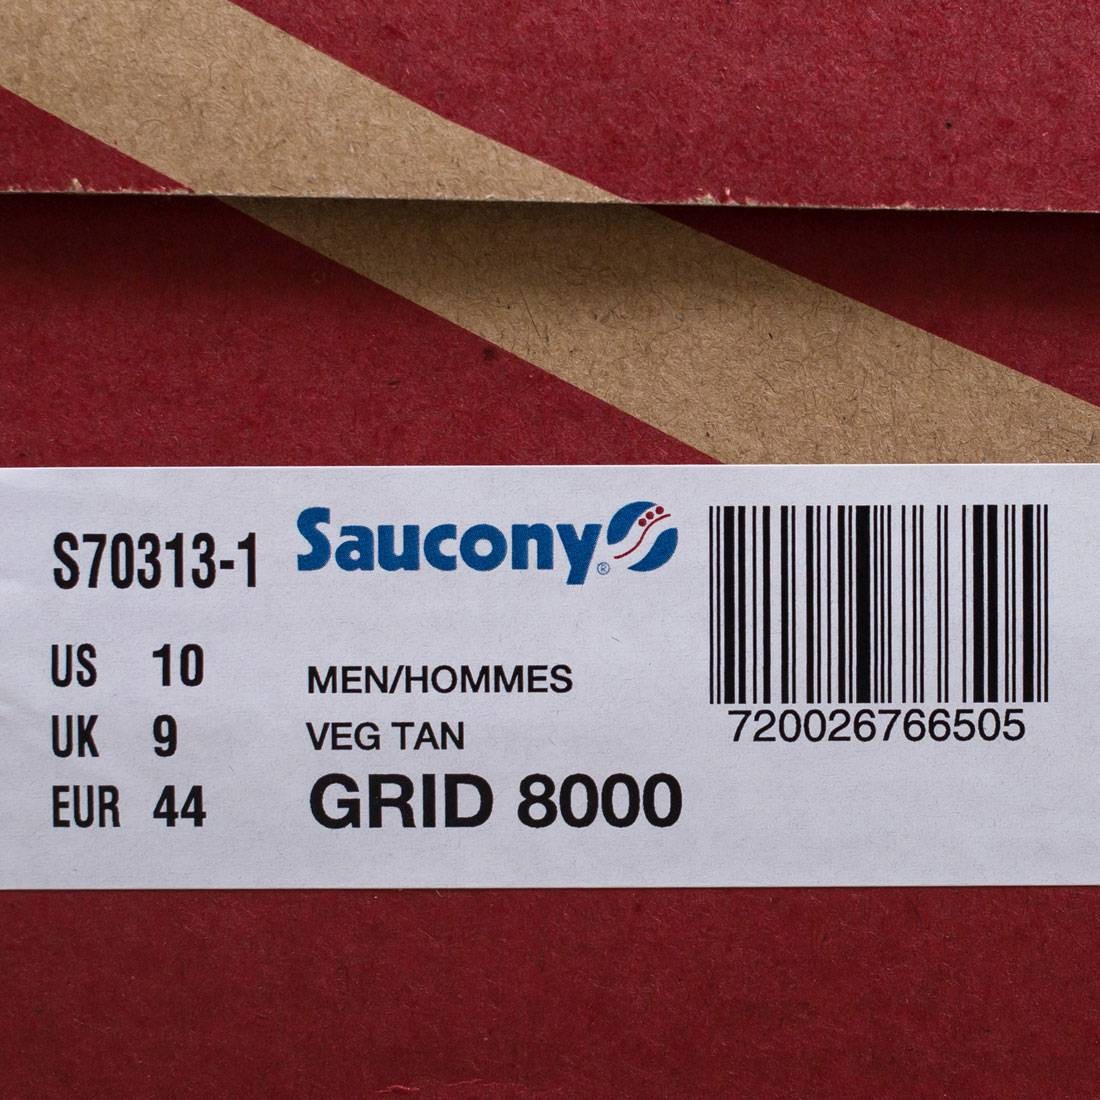 S70313-1
Saucony®
US 10
UK 9
EUR 44
MEN/HOMMES
VEG TAN
GRID 8000
720026766505